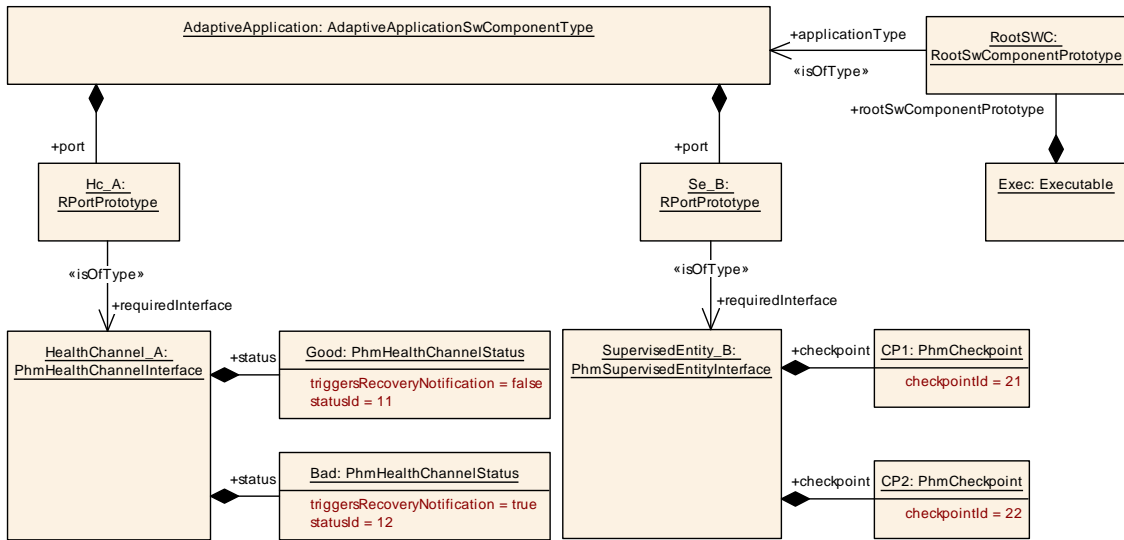 AdaptiveApplication: AdaptiveApplicationSwComponentType
+applicationType
«isOfType»
RootSWC:
RootSwComponentPrototype
+rootSwComponentPrototype
+port
+port
Hc_A:
RPortPrototype
Se_B:
RPortPrototype
Exec: Executable
«isOfType»
«isOfType»
+requiredInterface
+requiredInterface
HealthChannel_A:
PhmHealthChannelInterface
+status
Good: PhmHealthChannelStatus
triggersRecoveryNotification = false
statusId = 11
SupervisedEntity_B:
PhmSupervisedEntityInterface
+checkpoint
CP1: PhmCheckpoint
checkpointId = 21
+status
Bad: PhmHealthChannelStatus
triggersRecoveryNotification = true
statusId = 12
+checkpoint
CP2: PhmCheckpoint
checkpointId = 22